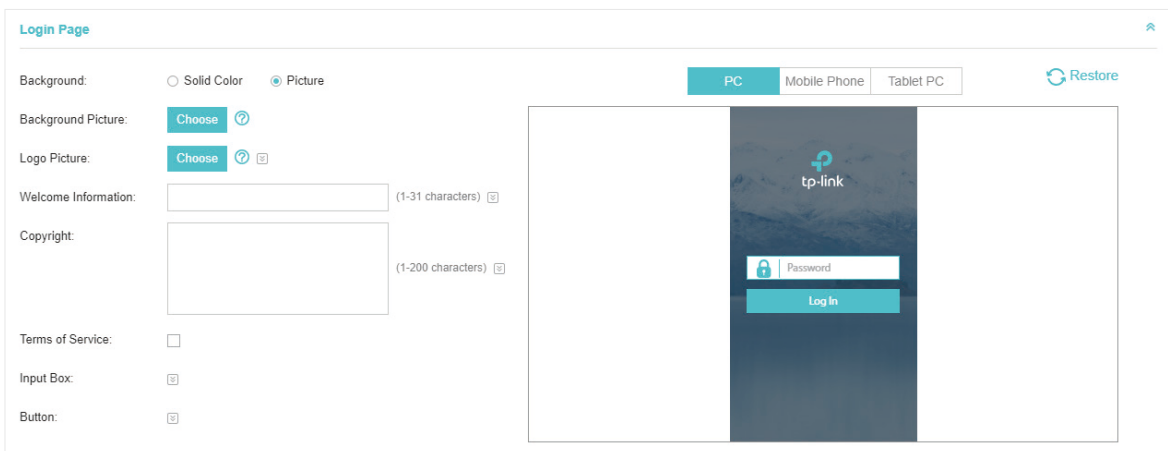 Login Page
Background:
Solid Color
Picture
Background Picture:
Choose
Logo Picture:
Choose
Welcome Information:
(1-31 characters)
Copyright:
(1-200 characters)
Terms of Service:
Input Box:
Button:
PC
Mobile Phone
Tablet PC
Restore
tp-link
Password
Log In